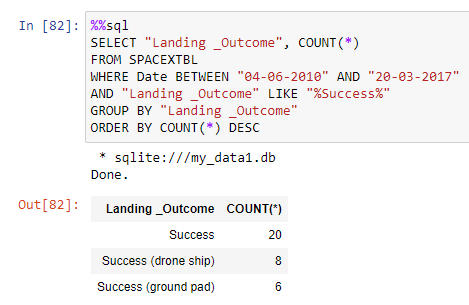 In [82]: %%sql
SELECT "Landing _Outcome", COUNT(*)
FROM SPACEXTBL
WHERE Date BETWEEN "04-06-2010" AND "20-03-2017"
AND "Landing _Outcome" LIKE "%Success%"
GROUP BY "Landing _Outcome"
ORDER BY COUNT(*) DESC
* sqlite:///my_data1.db
Done.
Out[82]: Landing _Outcome COUNT(*)
Success 20
Success (drone ship) 8
Success (ground pad) 6